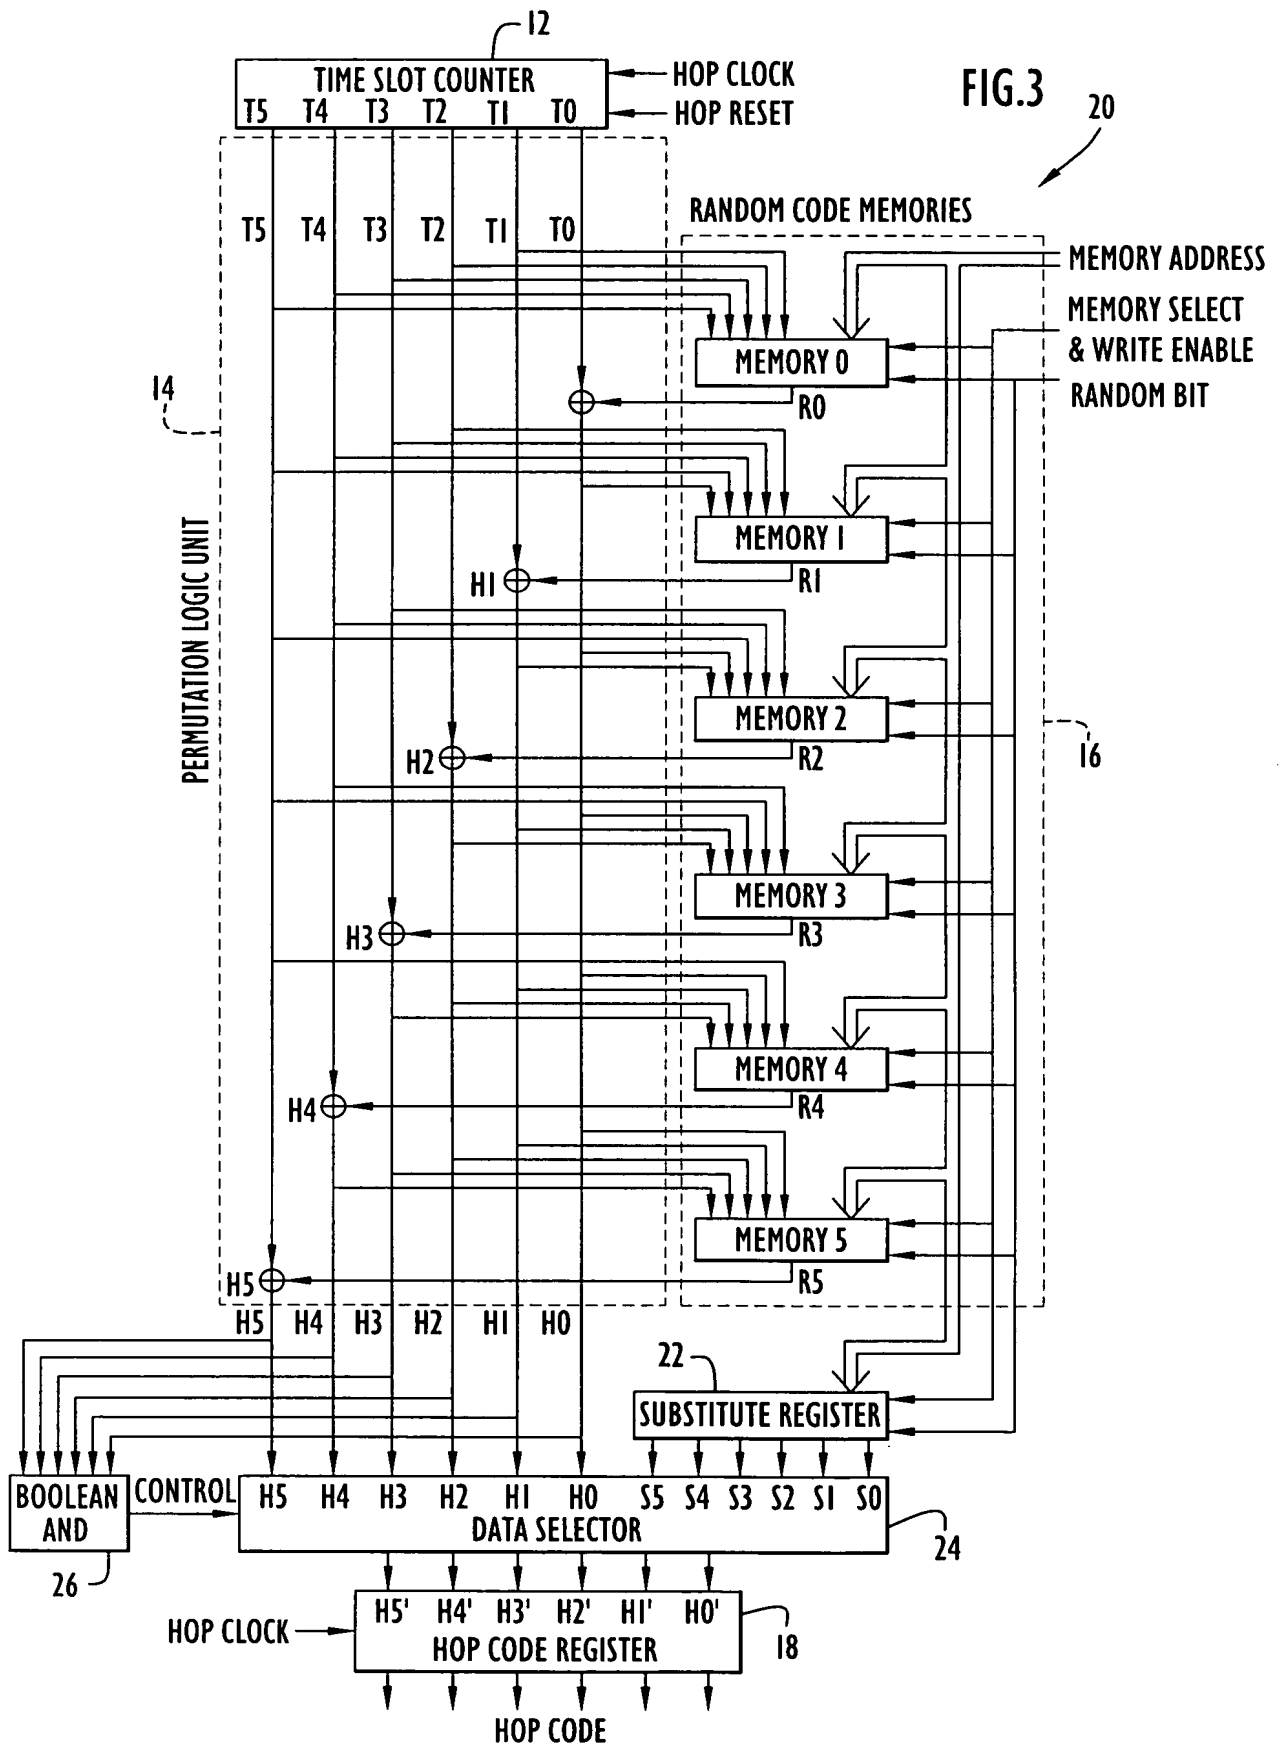 12
TIME SLOT COUNTER
T5 T4 T3 T2 T1 T0
HOP CLOCK
HOP RESET
FIG.3
20
T5 T4 T3 T2 T1 T0
RANDOM CODE MEMORIES
MEMORY ADDRESS
MEMORY SELECT
& WRITE ENABLE
RANDOM BIT
MEMORY 0
R0
14
PERMUTATION LOGIC UNIT
MEMORY 1
H1
R1
MEMORY 2
H2
R2
16
MEMORY 3
H3
R3
MEMORY 4
H4
R4
MEMORY 5
H5
R5
H5 H4 H3 H2 H1 H0
22
SUBSTITUTE REGISTER
BOOLEAN
AND
26
CONTROL
H5 H4 H3 H2 H1 H0 S5 S4 S3 S2 S1 S0
DATA SELECTOR
24
H5' H4' H3' H2' H1' H0'
HOP CLOCK
HOP CODE REGISTER
18
HOP CODE